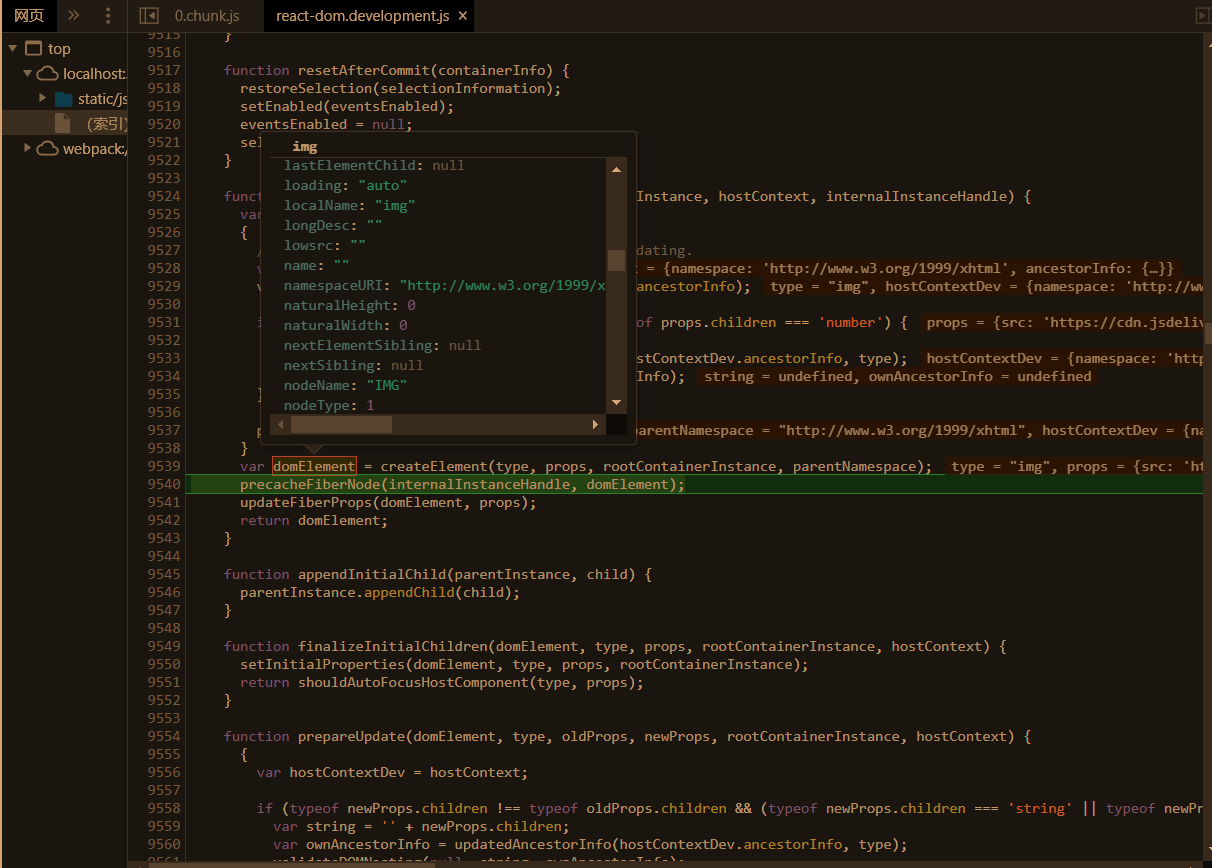 网页
0.chunk.js
react-dom.development.js ×
top
localhost:
static/js
(索引)
webpack:/
9515 }
9516
9517 function resetAfterCommit(containerInfo) {
9518 restoreSelection(selectionInformation);
9519 setEnabled(eventsEnabled);
9520 eventsEnabled = null;
9521 sel
9522 }
9523
9524 funct
Instance, hostContext, internalInstanceHandle) {
9525 var
9526 {
9527 /
dating.
9528 v
= {namespace: 'http://www.w3.org/1999/xhtml', ancestorInfo: {…}}
9529 v
ancestorInfo); type = "img", hostContextDev = {namespace: 'http://ww
9530
9531 i
of props.children === 'number') { props = {src: 'https://cdn.jsdeliv
9532
9533
stContextDev.ancestorInfo, type); hostContextDev = {namespace: 'http
9534
Info); string = undefined, ownAncestorInfo = undefined
9535 }
9536
9537 p
parentNamespace = "http://www.w3.org/1999/xhtml", hostContextDev = {na
9538 }
img
lastElementChild: null
loading: "auto"
localName: "img"
longDesc: ""
lowsrc: ""
name: ""
namespaceURI: "http://www.w3.org/1999/x
naturalHeight: 0
naturalWidth: 0
nextElementSibling: null
nextSibling: null
nodeName: "IMG"
nodeType: 1
9539 var domElement = createElement(type, props, rootContainerInstance, parentNamespace); type = "img", props = {src: 'ht
9540 precacheFiberNode(internalInstanceHandle, domElement);
9541 updateFiberProps(domElement, props);
9542 return domElement;
9543 }
9544
9545 function appendInitialChild(parentInstance, child) {
9546 parentInstance.appendChild(child);
9547 }
9548
9549 function finalizeInitialChildren(domElement, type, props, rootContainerInstance, hostContext) {
9550 setInitialProperties(domElement, type, props, rootContainerInstance);
9551 return shouldAutoFocusHostComponent(type, props);
9552 }
9553
9554 function prepareUpdate(domElement, type, oldProps, newProps, rootContainerInstance, hostContext) {
9555 {
9556 var hostContextDev = hostContext;
9557
9558 if (typeof newProps.children !== typeof oldProps.children && (typeof newProps.children === 'string' || typeof newPr
9559 var string = '' + newProps.children;
9560 var ownAncestorInfo = updatedAncestorInfo(hostContextDev.ancestorInfo, type);
9561 validateDOMNesting(null, string, ownAncestorInfo);